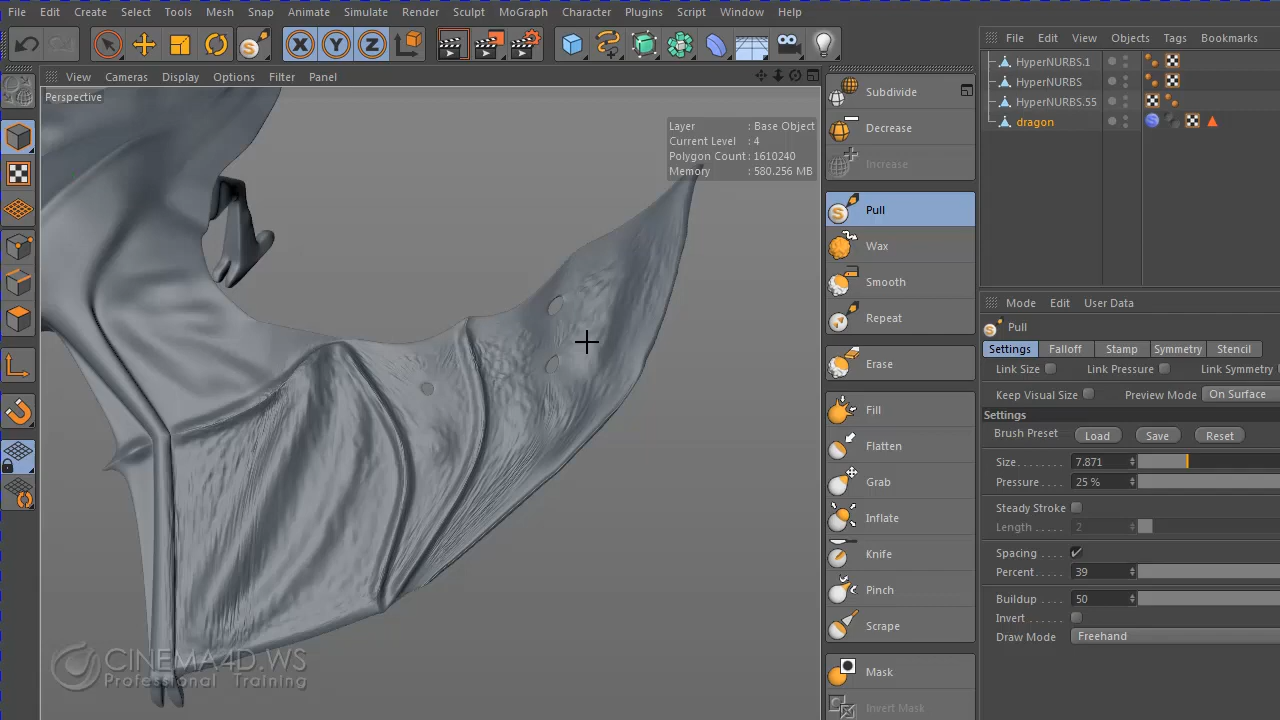 File Edit Create Select Tools Mesh Snap Animate Simulate Render Sculpt MoGraph Character Plugins Script Window Help
X Y Z
File Edit View Objects Tags Bookmarks
View Cameras Display Options Filter Panel
Perspective
Layer : Base Object
Current Level : 4
Polygon Count : 1610240
Memory : 580.256 MB
CINEMA4D.WS
Professional Training
Subdivide
Decrease
Increase
Pull
Wax
Smooth
Repeat
Erase
Fill
Flatten
Grab
Inflate
Knife
Pinch
Scrape
Mask
Invert Mask
HyperNURBS.1
HyperNURBS
HyperNURBS.55
dragon
Mode Edit User Data
Pull
Settings Falloff Stamp Symmetry Stencil
Link Size Link Pressure Link Symmetry
Keep Visual Size Preview Mode On Surface
Settings
Brush Preset Load Save Reset
Size 7.871
Pressure 25 %
Steady Stroke
Length 2
Spacing
Percent 39
Buildup 50
Invert
Draw Mode Freehand